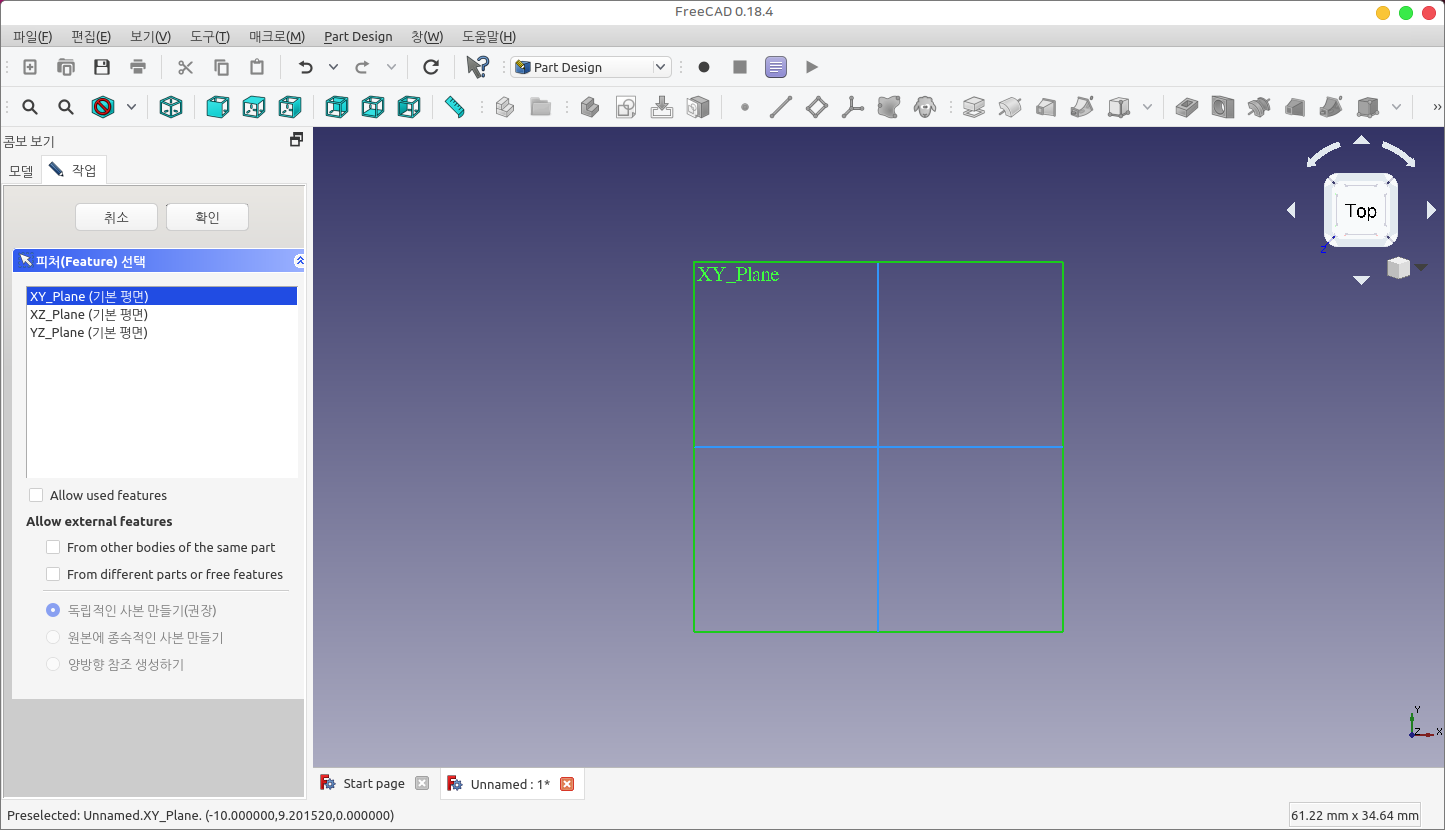 FreeCAD 0.18.4
파일(F) 편집(E) 보기(V) 도구(T) 매크로(M) Part Design 창(W) 도움말(H)
Part Design
콤보 보기
모델 작업
취소 확인
피처(Feature) 선택
XY_Plane (기본 평면)
XZ_Plane (기본 평면)
YZ_Plane (기본 평면)
Allow used features
Allow external features
From other bodies of the same part
From different parts or free features
독립적인 사본 만들기(권장)
원본에 종속적인 사본 만들기
양방향 참조 생성하기
XY_Plane
Top
Z
Y
Z X
Start page Unnamed : 1*
Preselected: Unnamed.XY_Plane. (-10.000000,9.201520,0.000000) 61.22 mm x 34.64 mm